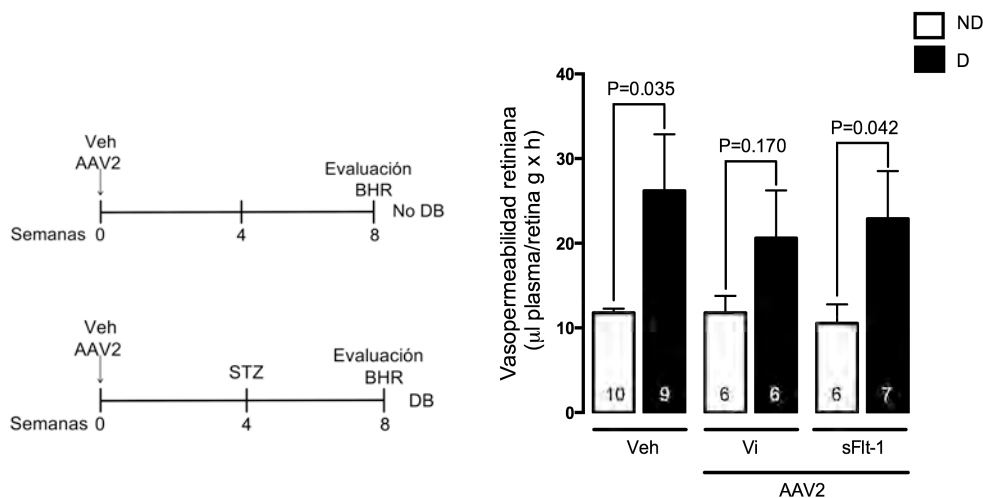 Veh
AAV2
Evaluación
BHR
No DB
Semanas 0
4
8
Veh
AAV2
STZ
Evaluación
BHR
DB
Semanas 0
4
8
ND
D
Vasopermeabilidad retiniana
(µl plasma/retina g x h)
40
30
20
10
0
P=0.035
P=0.170
P=0.042
10
9
6
6
6
7
Veh
Vi
sFlt-1
AAV2